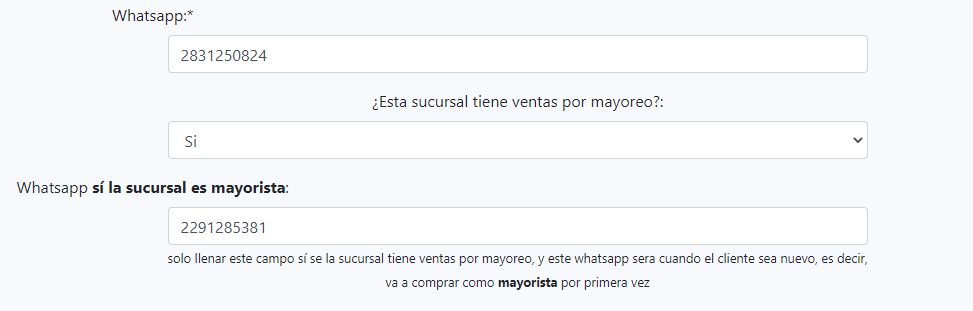 Whatsapp:*
2831250824
¿Esta sucursal tiene ventas por mayoreo?:
Si
Whatsapp sí la sucursal es mayorista:
2291285381
solo llenar este campo sí se la sucursal tiene ventas por mayoreo, y este whatsapp sera cuando el cliente sea nuevo, es decir,
va a comprar como mayorista por primera vez